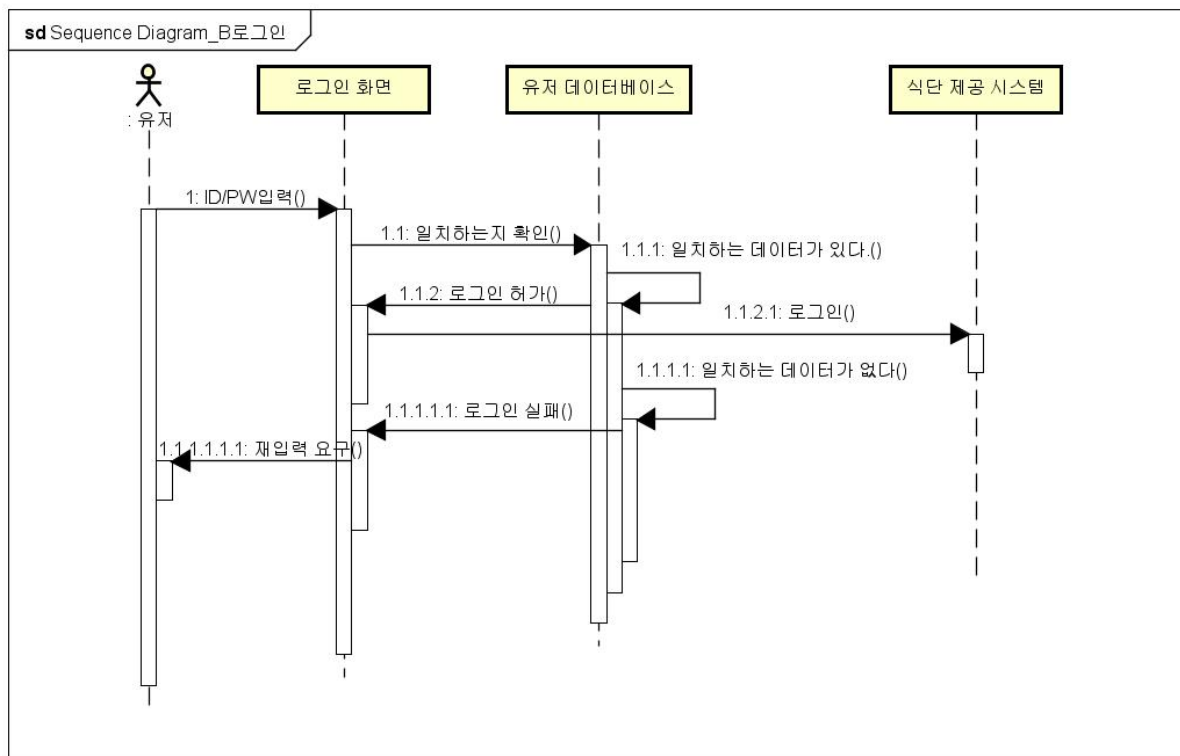 sd Sequence Diagram_B로그인
: 유저
로그인 화면
유저 데이터베이스
식단 제공 시스템
1: ID/PW입력()
1.1: 일치하는지 확인()
1.1.1: 일치하는 데이터가 있다.()
1.1.2: 로그인 허가()
1.1.2.1: 로그인()
1.1.1.1: 일치하는 데이터가 없다()
1.1.1.1.1: 로그인 실패()
1.1.1.1.1.1: 재입력 요구()